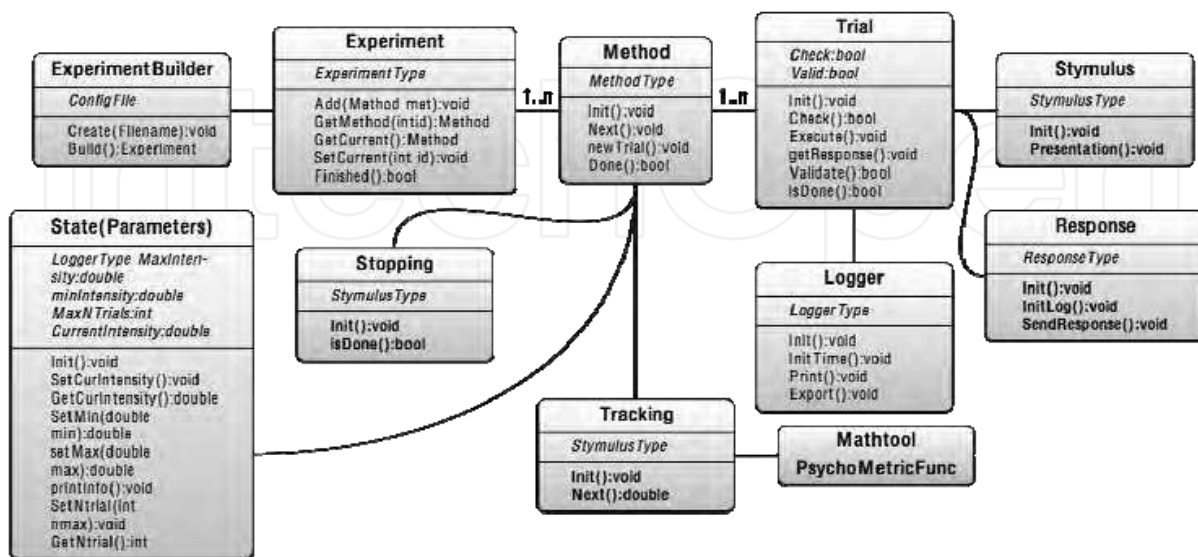 ExperimentBuilder
ConfigFile
Create(Filename):void
Build():Experiment
Experiment
ExperimentType
Add(Method met):void
GetMethod(intid):Method
GetCurrent():Method
SetCurrent(int id):void
Finished():bool
1..n
Method
MethodType
Init():void
Next():void
newTrial():void
Done():bool
1..n
Trial
Check:bool
Valid:bool
Init():void
Check():bool
Execute():void
getResponse():void
Validate():bool
IsDone():bool
Stymulus
StymulusType
Init():void
Presentation():void
State(Parameters)
LoggerType MaxInten-
sity:double
minIntensity:double
MaxNTrials:int
CurrentIntensity:double
Init():void
SetCurIntensity():void
GetCurIntensity():double
SetMin(double
min):double
setMax(double
max):double
printInfo():void
SetNtrial(int
nmax):void
GetNtrial():int
Stopping
StymulusType
Init():void
isDone():bool
Logger
LoggerType
Init():void
InitTime():void
Print():void
Export():void
Response
ResponseType
Init():void
InitLog():void
SendResponse():void
Tracking
StymulusType
Init():void
Next():double
Mathtool
PsychoMetricFunc